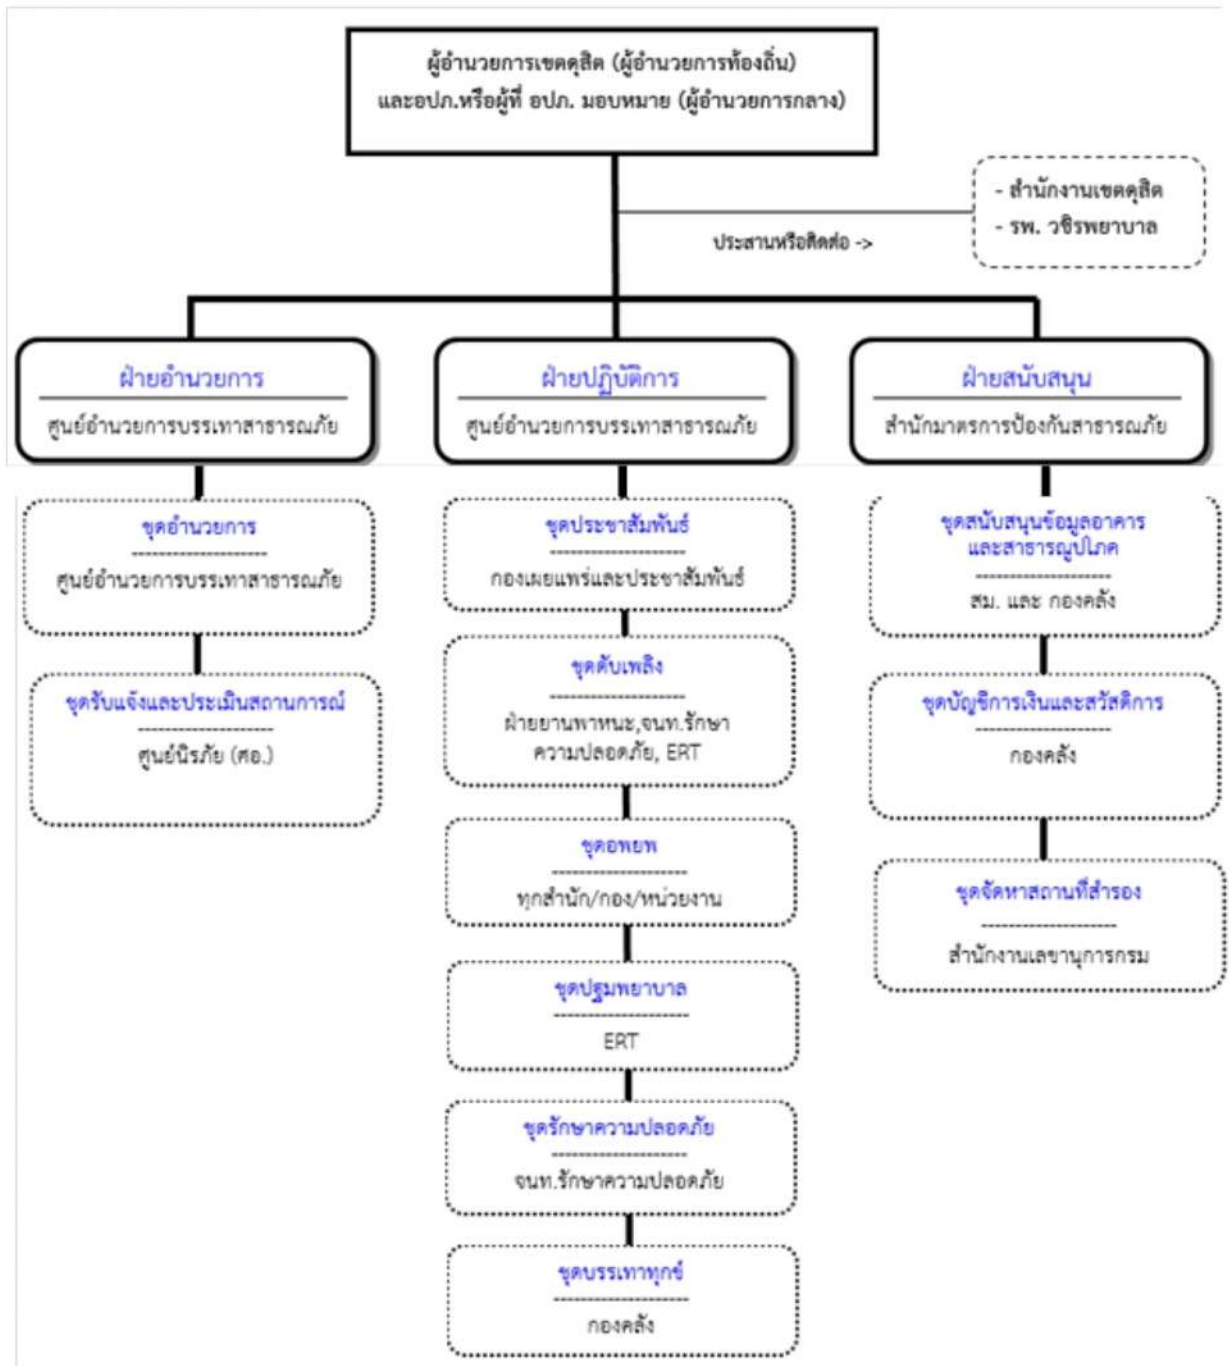 ผู้อำนวยการเขตดุสิต (ผู้อำนวยการท้องถิ่น)
และอปภ.หรือผู้ที่ อปภ. มอบหมาย (ผู้อำนวยการกลาง)
- สำนักงานเขตดุสิต
- รพ. วชิรพยาบาล
ประสานหรือติดต่อ ->
ฝ่ายอำนวยการ
ศูนย์อำนวยการบรรเทาสาธารณภัย
ชุดอำนวยการ
--------------------
ศูนย์อำนวยการบรรเทาสาธารณภัย
ชุดรับแจ้งและประเมินสถานการณ์
--------------------
ศูนย์นิรภัย (ศอ.)
ฝ่ายปฏิบัติการ
ศูนย์อำนวยการบรรเทาสาธารณภัย
ชุดประชาสัมพันธ์
--------------------
กองเผยแพร่และประชาสัมพันธ์
ชุดดับเพลิง
--------------------
ฝ่ายยานพาหนะ,จนท.รักษา
ความปลอดภัย, ERT
ชุดอพยพ
--------------------
ทุกสำนัก/กอง/หน่วยงาน
ชุดปฐมพยาบาล
--------------------
ERT
ชุดรักษาความปลอดภัย
--------------------
จนท.รักษาความปลอดภัย
ชุดบรรเทาทุกข์
--------------------
กองคลัง
ฝ่ายสนับสนุน
สำนักมาตรการป้องกันสาธารณภัย
ชุดสนับสนุนข้อมูลอาคาร
และสาธารณูปโภค
--------------------
สม. และ กองคลัง
ชุดบัญชีการเงินและสวัสดิการ
--------------------
กองคลัง
ชุดจัดหาสถานที่สำรอง
--------------------
สำนักงานเลขานุการกรม